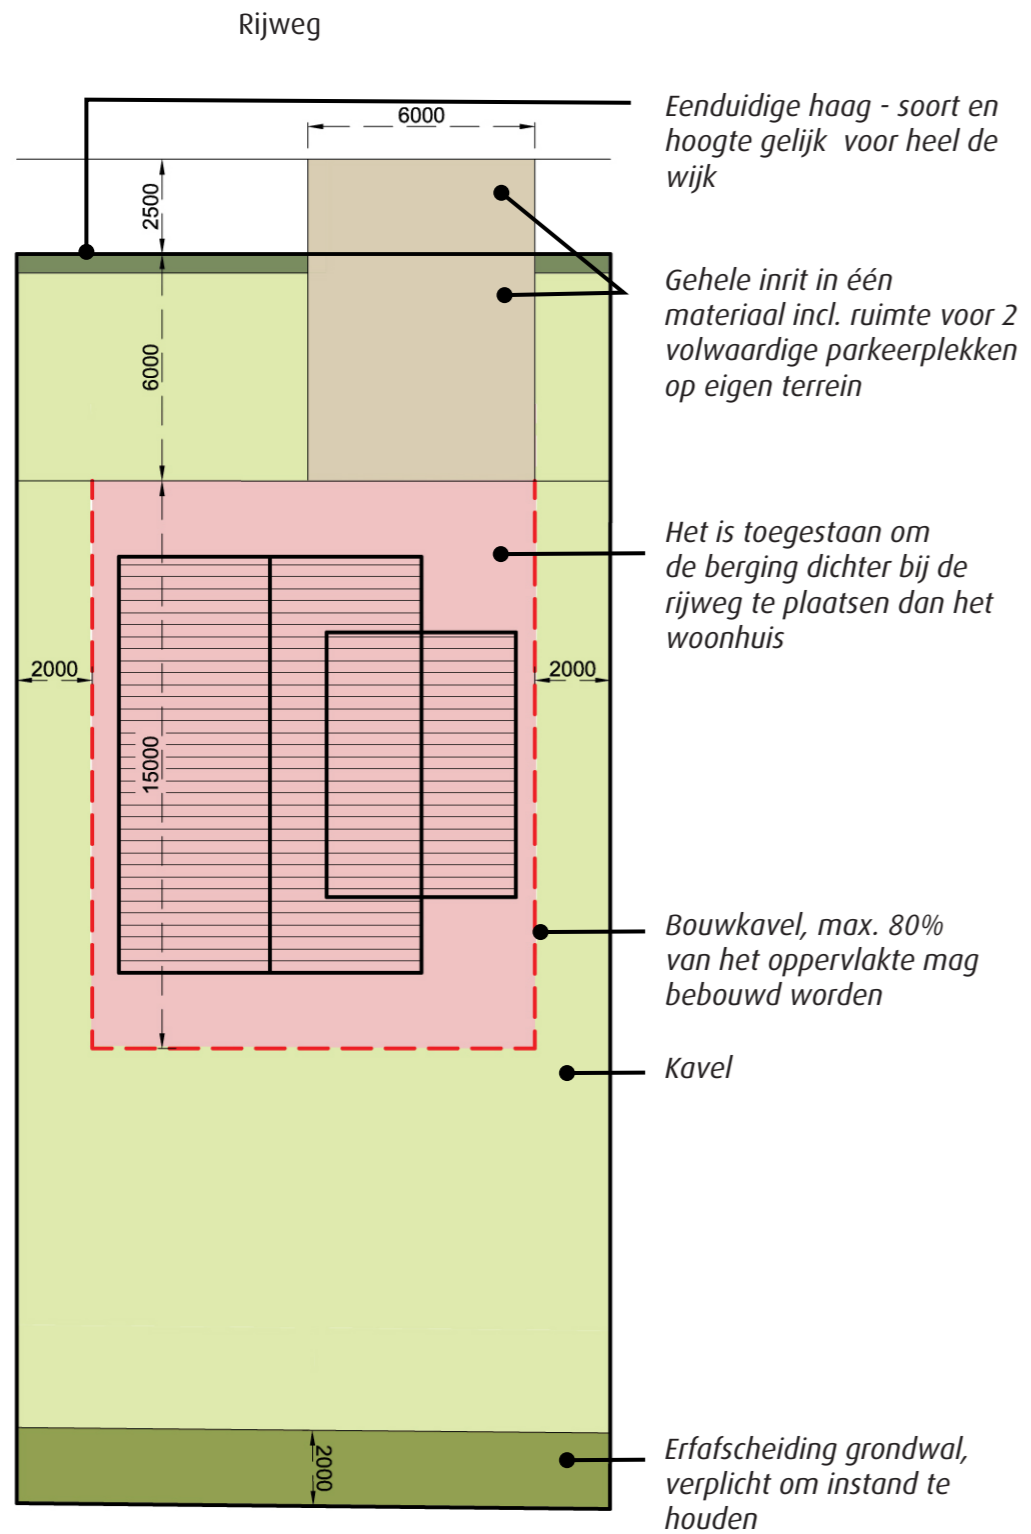 Rijweg
Eenduidige haag - soort en
hoogte gelijk voor heel de
wijk
6000
2500
Gehele inrit in één
materiaal incl. ruimte voor 2
volwaardige parkeerplekken
op eigen terrein
6000
Het is toegestaan om
de berging dichter bij de
rijweg te plaatsen dan het
woonhuis
2000
2000
15000
Bouwkavel, max. 80%
van het oppervlakte mag
bebouwd worden
Kavel
Erfafscheiding grondwal,
verplicht om instand te
houden
2000